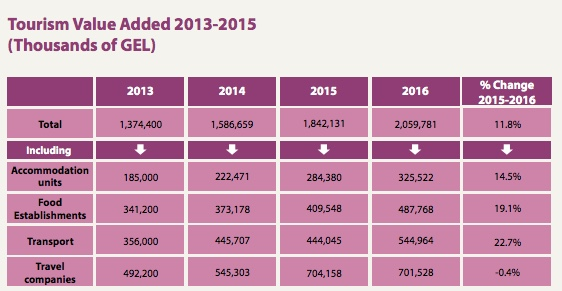 Tourism Value Added 2013-2015
(Thousands of GEL)
2013 2014 2015 2016 % Change 2015-2016
Total 1,374,400 1,586,659 1,842,131 2,059,781 11.8%
Including
Accommodation units 185,000 222,471 284,380 325,522 14.5%
Food Establishments 341,200 373,178 409,548 487,768 19.1%
Transport 356,000 445,707 444,045 544,964 22.7%
Travel companies 492,200 545,303 704,158 701,528 -0.4%